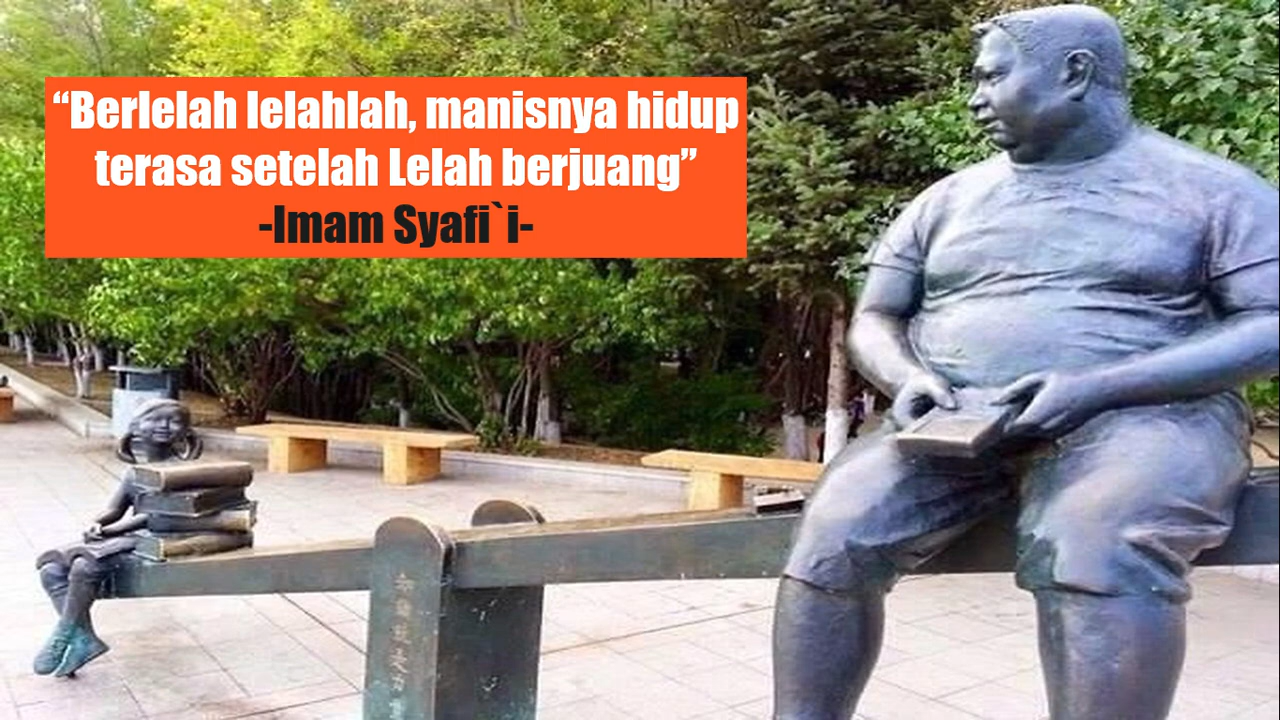 “Berlelah lelahlah, manisnya hidup
terasa setelah Lelah berjuang”
-Imam Syafi`i-